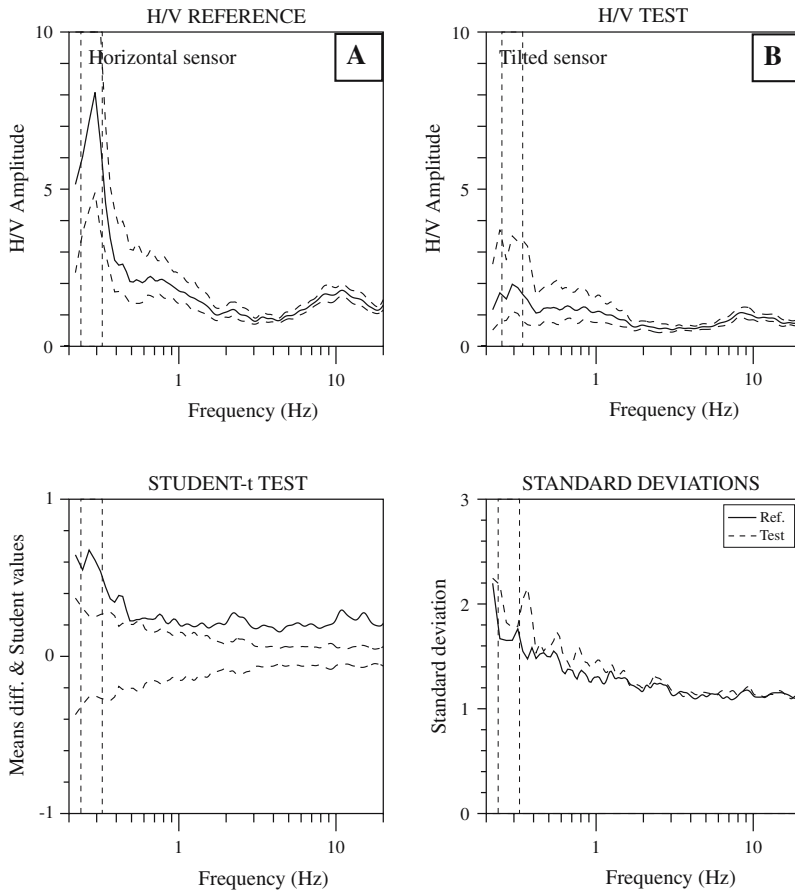 H/V REFERENCE
10
5
0
H/V Amplitude
Horizontal sensor
A
1
10
Frequency (Hz)
H/V TEST
10
5
0
H/V Amplitude
Tilted sensor
B
1
10
Frequency (Hz)
STUDENT-t TEST
1
0
-1
Means diff. & Student values
1
10
Frequency (Hz)
STANDARD DEVIATIONS
3
2
1
0
Standard deviation
Ref.
Test
1
10
Frequency (Hz)